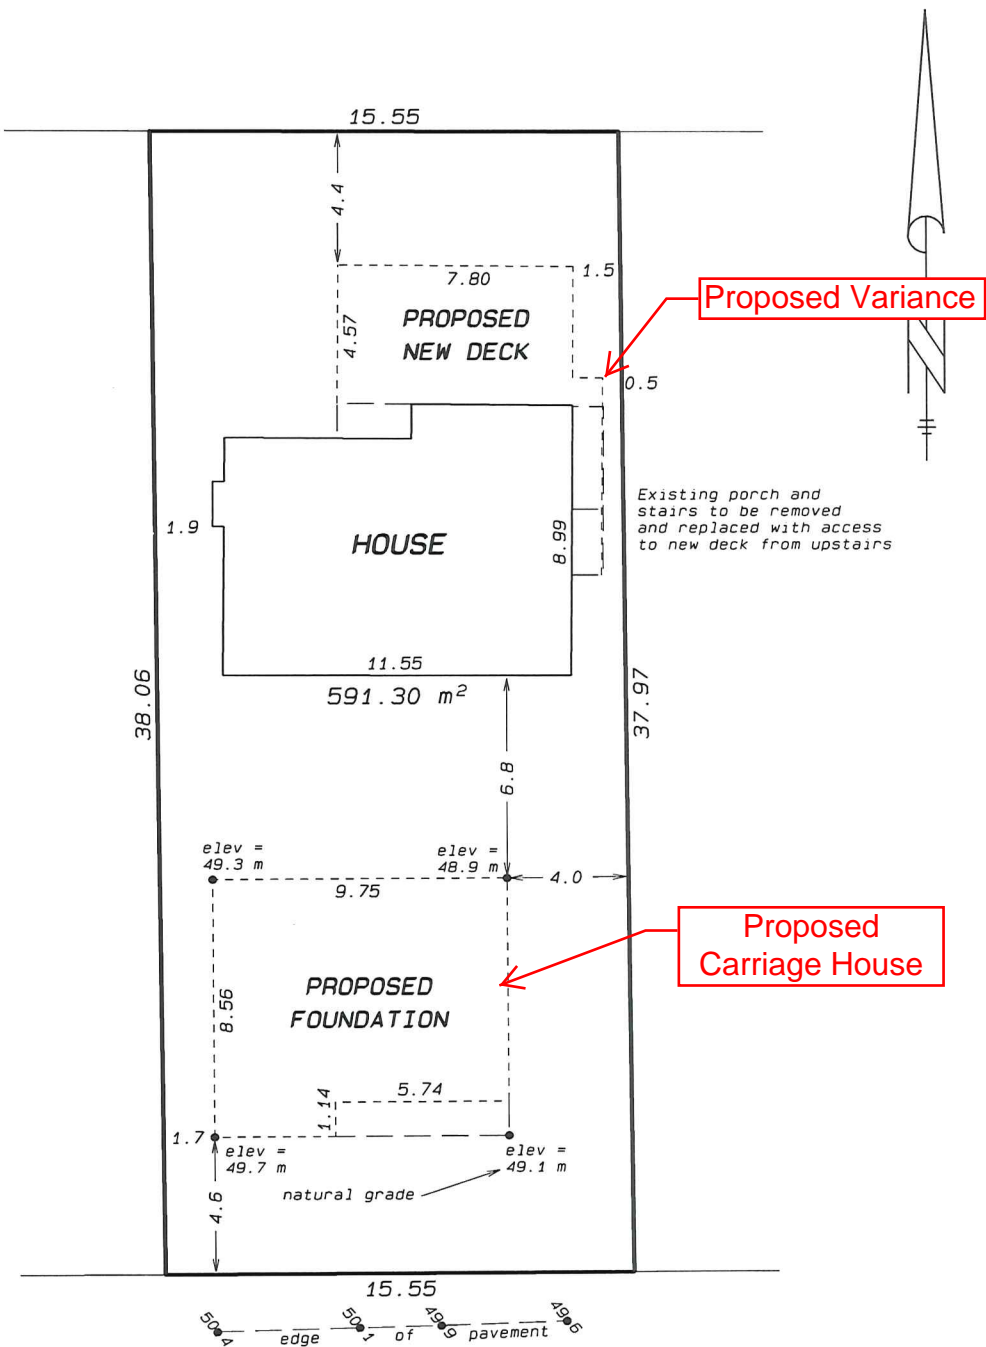 15.55
4.4
7.80
1.5
Proposed Variance
PROPOSED
NEW DECK
4.57
0.5
Existing porch and
stairs to be removed
and replaced with access
to new deck from upstairs
1.9
HOUSE
8.99
11.55
591.30 m²
38.06
37.97
6.8
elev =
49.3 m
elev =
48.9 m
4.0
9.75
Proposed
Carriage House
PROPOSED
FOUNDATION
8.56
5.74
1.14
1.7
elev =
49.7 m
elev =
49.1 m
natural grade
4.6
15.55
50.4
50.1
49.9
49.6
edge of pavement
N